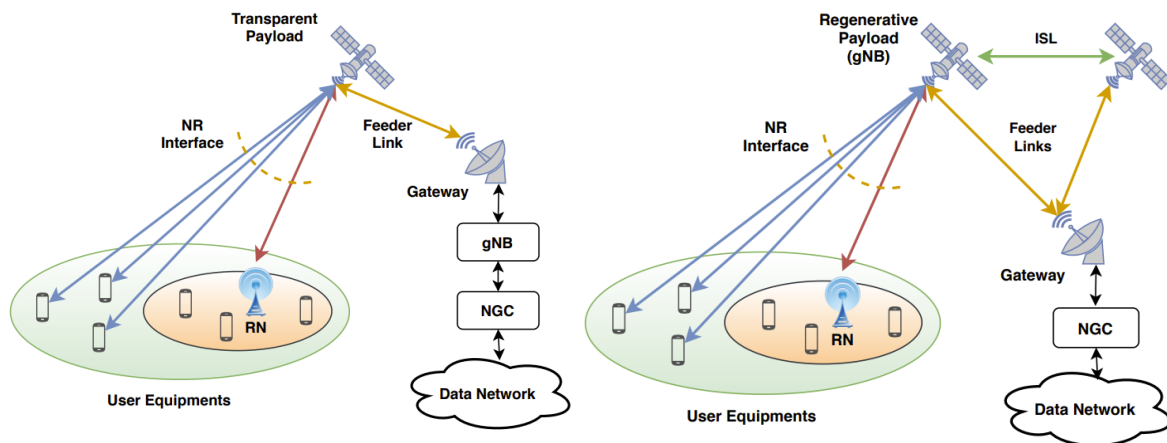 Transparent
Payload
NR
Interface
Feeder
Link
Gateway
gNB
NGC
RN
Data Network
User Equipments
Regenerative
Payload
(gNB)
ISL
NR
Interface
Feeder
Links
Gateway
NGC
RN
Data Network
User Equipments